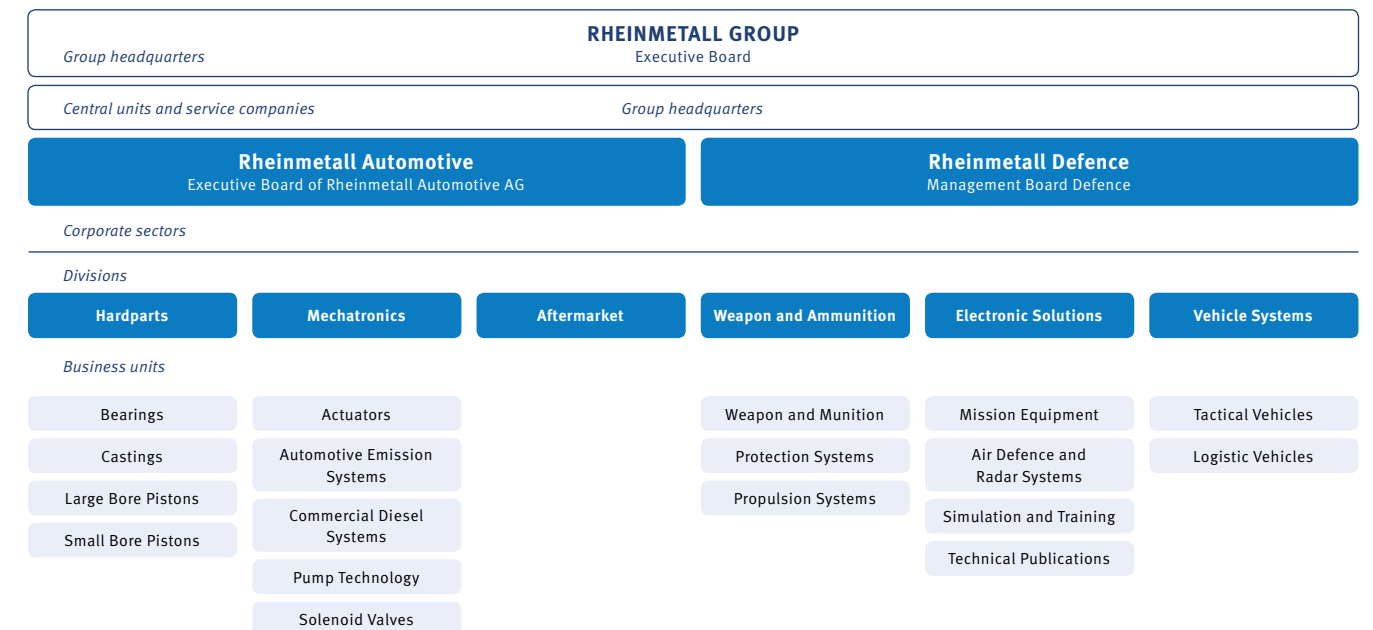 RHEINMETALL GROUP
Group headquarters
Executive Board
Central units and service companies
Group headquarters
Rheinmetall Automotive
Executive Board of Rheinmetall Automotive AG
Rheinmetall Defence
Management Board Defence
Corporate sectors
Divisions
Hardparts
Mechatronics
Aftermarket
Weapon and Ammunition
Electronic Solutions
Vehicle Systems
Business units
Bearings
Castings
Large Bore Pistons
Small Bore Pistons
Actuators
Automotive Emission
Systems
Commercial Diesel
Systems
Pump Technology
Solenoid Valves
Weapon and Munition
Protection Systems
Propulsion Systems
Mission Equipment
Air Defence and
Radar Systems
Simulation and Training
Technical Publications
Tactical Vehicles
Logistic Vehicles